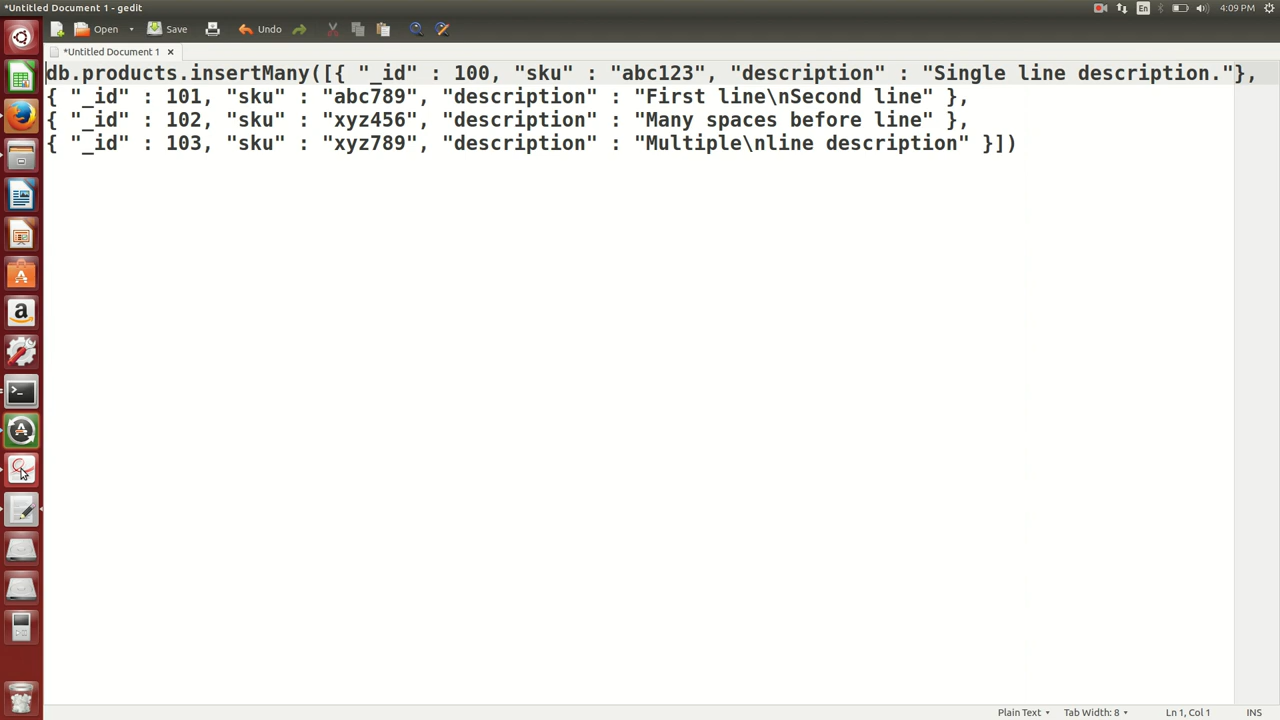 *Untitled Document 1 - gedit
En
4:09 PM
Open
Save
Undo
*Untitled Document 1
db.products.insertMany([{ "_id" : 100, "sku" : "abc123", "description" : "Single line description."},
{ "_id" : 101, "sku" : "abc789", "description" : "First line\nSecond line" },
{ "_id" : 102, "sku" : "xyz456", "description" : "Many spaces before line" },
{ "_id" : 103, "sku" : "xyz789", "description" : "Multiple\nline description" }])
Plain Text
Tab Width: 8
Ln 1, Col 1
INS